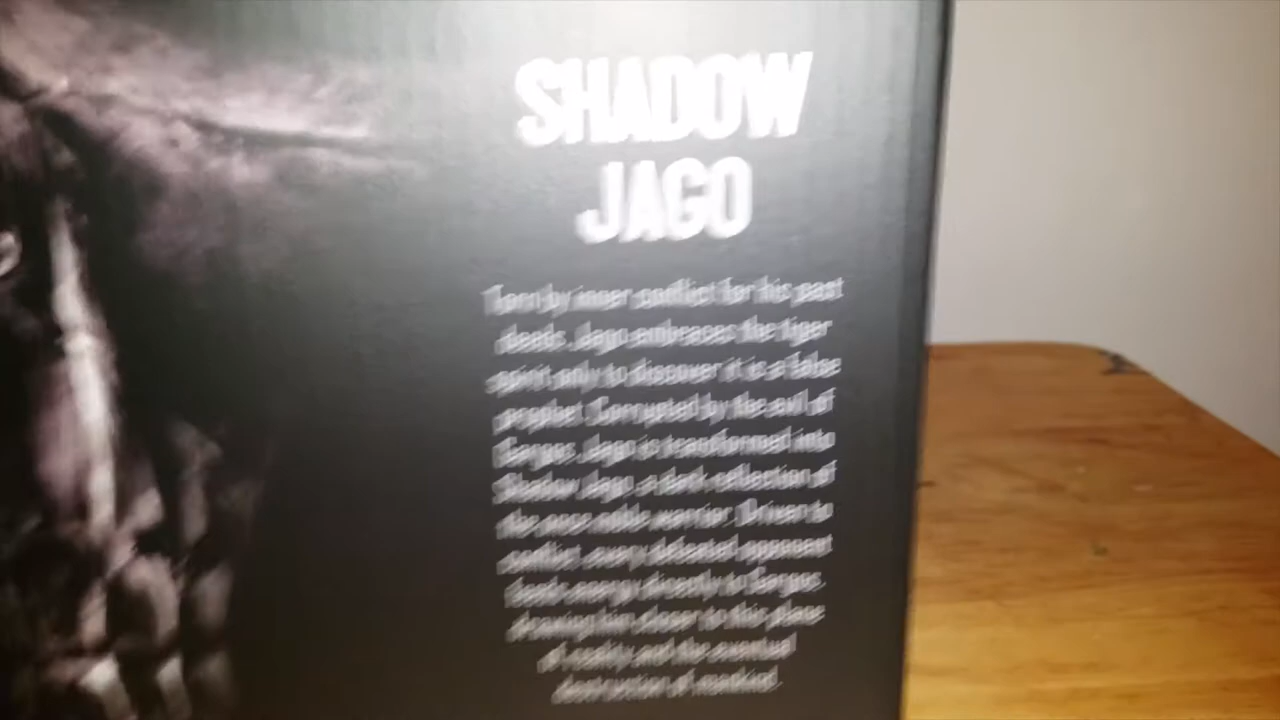 SHADOW
JAGO
Torn by inner conflict for his past
deeds, Jago embraces the tiger
spirit only to discover it is a false
prophet. Corrupted by the evil of
Gargos, Jago is transformed into
Shadow Jago, a dark reflection of
the once noble warrior. Driven to
conflict, every defeated opponent
feeds energy directly to Gargos,
drawing him closer to this plane
of reality and the eventual
destruction of mankind.